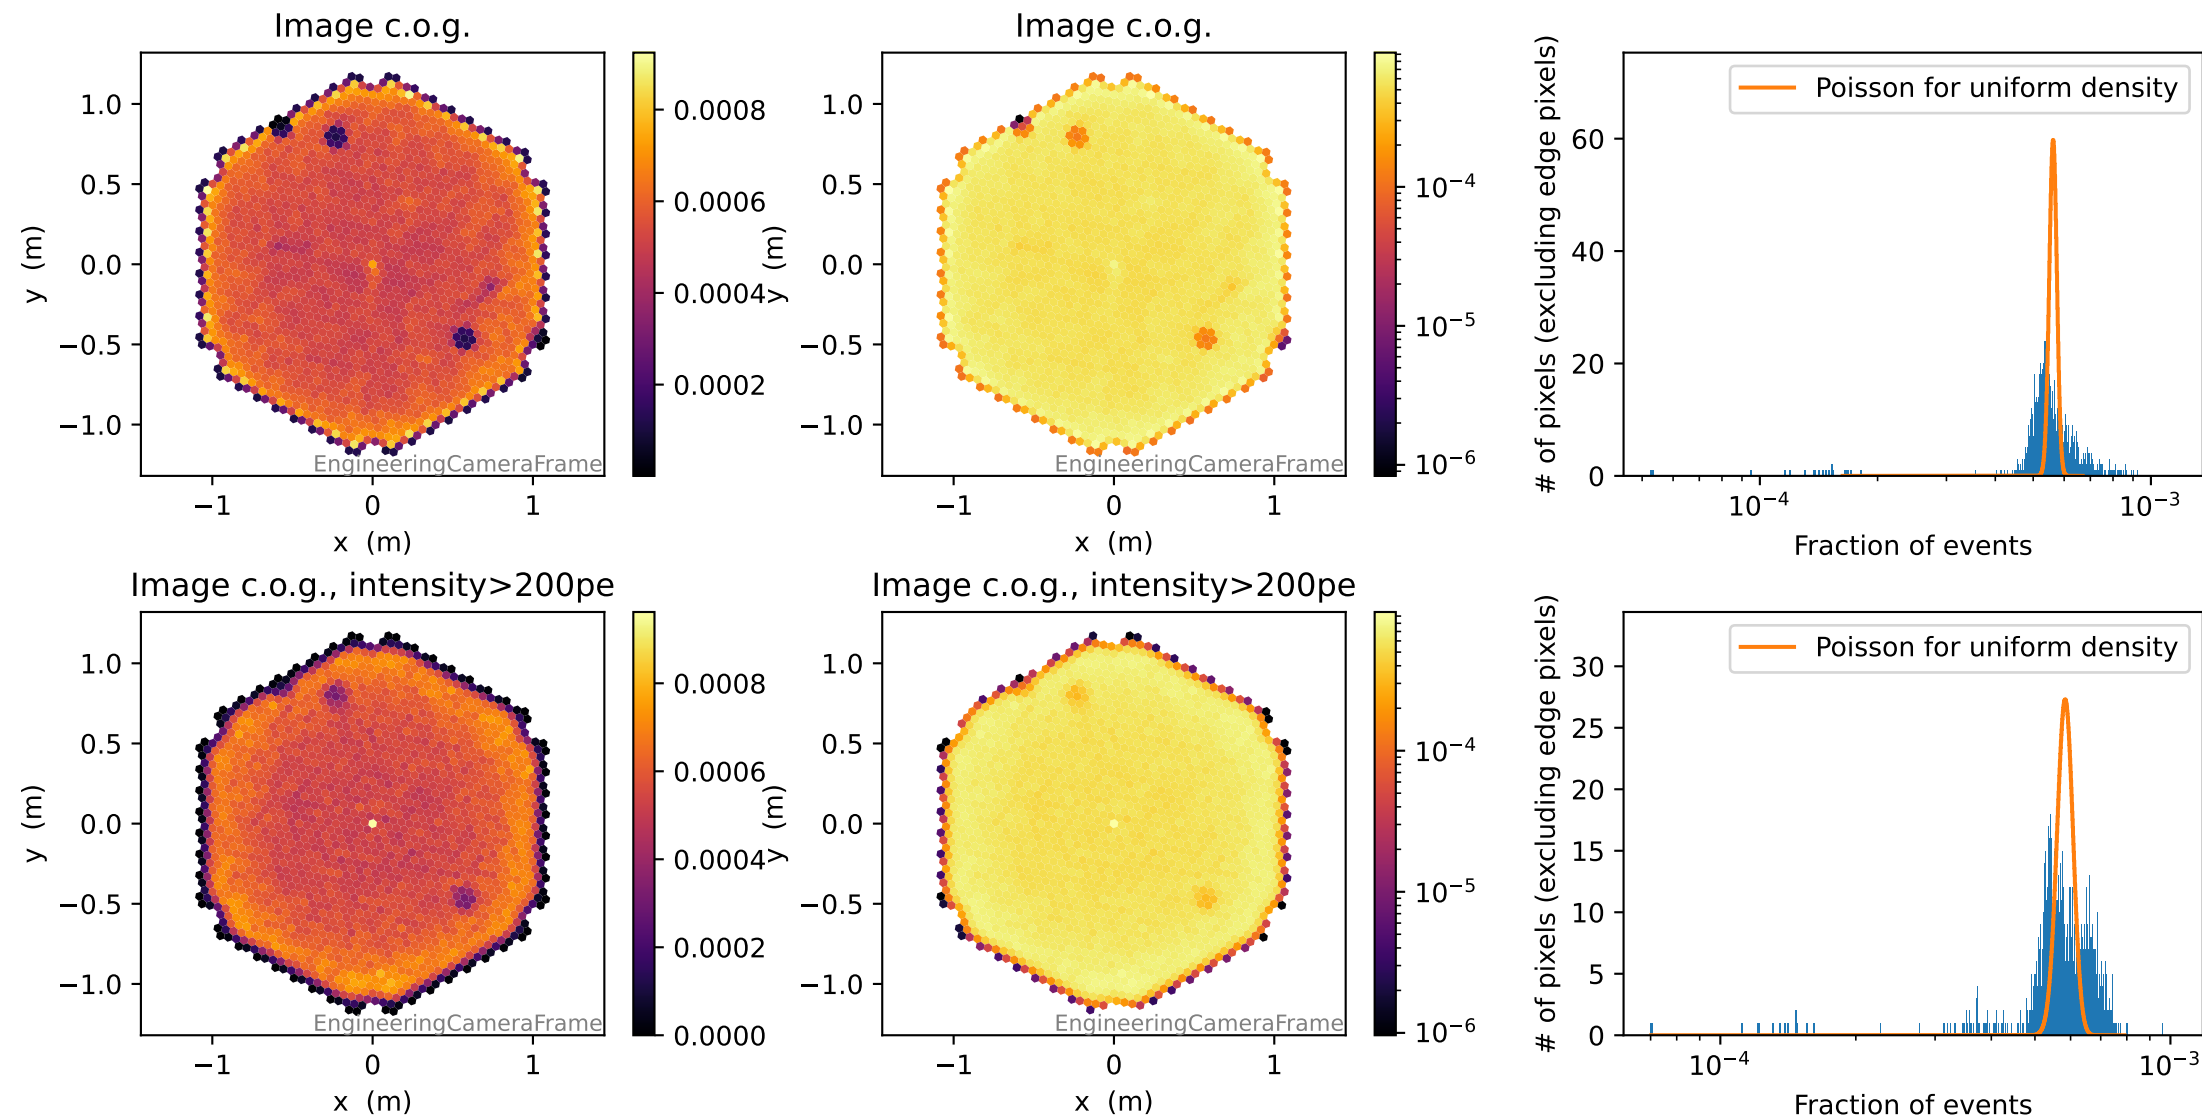 Image c.o.g.
1.0
0.5
0.0
−0.5
−1.0
y (m)
−1
0
1
x (m)
EngineeringCameraFrame
0.0008
0.0006
0.0004
0.0002
Image c.o.g.
1.0
0.5
0.0
−0.5
−1.0
y (m)
−1
0
1
x (m)
EngineeringCameraFrame
10⁻⁴
10⁻⁵
10⁻⁶
Poisson for uniform density
# of pixels (excluding edge pixels)
60
40
20
0
10⁻⁴
10⁻³
Fraction of events
Image c.o.g., intensity>200pe
1.0
0.5
0.0
−0.5
−1.0
y (m)
−1
0
1
x (m)
EngineeringCameraFrame
0.0008
0.0006
0.0004
0.0002
0.0000
Image c.o.g., intensity>200pe
1.0
0.5
0.0
−0.5
−1.0
y (m)
−1
0
1
x (m)
EngineeringCameraFrame
10⁻⁴
10⁻⁵
10⁻⁶
Poisson for uniform density
# of pixels (excluding edge pixels)
30
25
20
15
10
5
0
10⁻⁴
10⁻³
Fraction of events